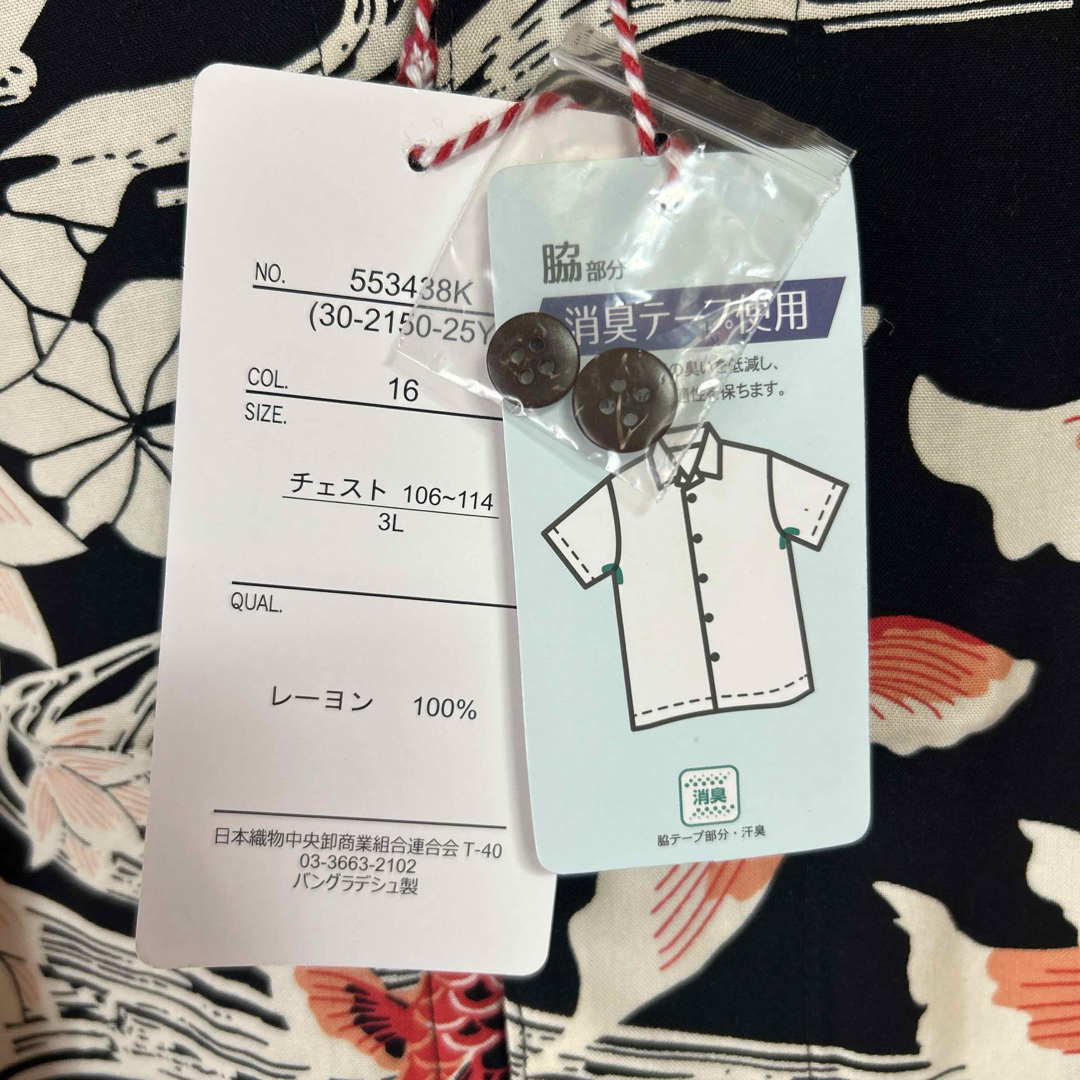 NO. 553438K
(30-2150-25Y
COL. 16
SIZE.
チェスト 106~114
3L
QUAL.
レーヨン 100%
日本織物中央卸商業組合連合会 T-40
03-3663-2102
バングラデシュ製
脇部分
消臭テープ使用
の臭いを低減し、
適性を保ちます。
消臭
脇テープ部分・汗臭